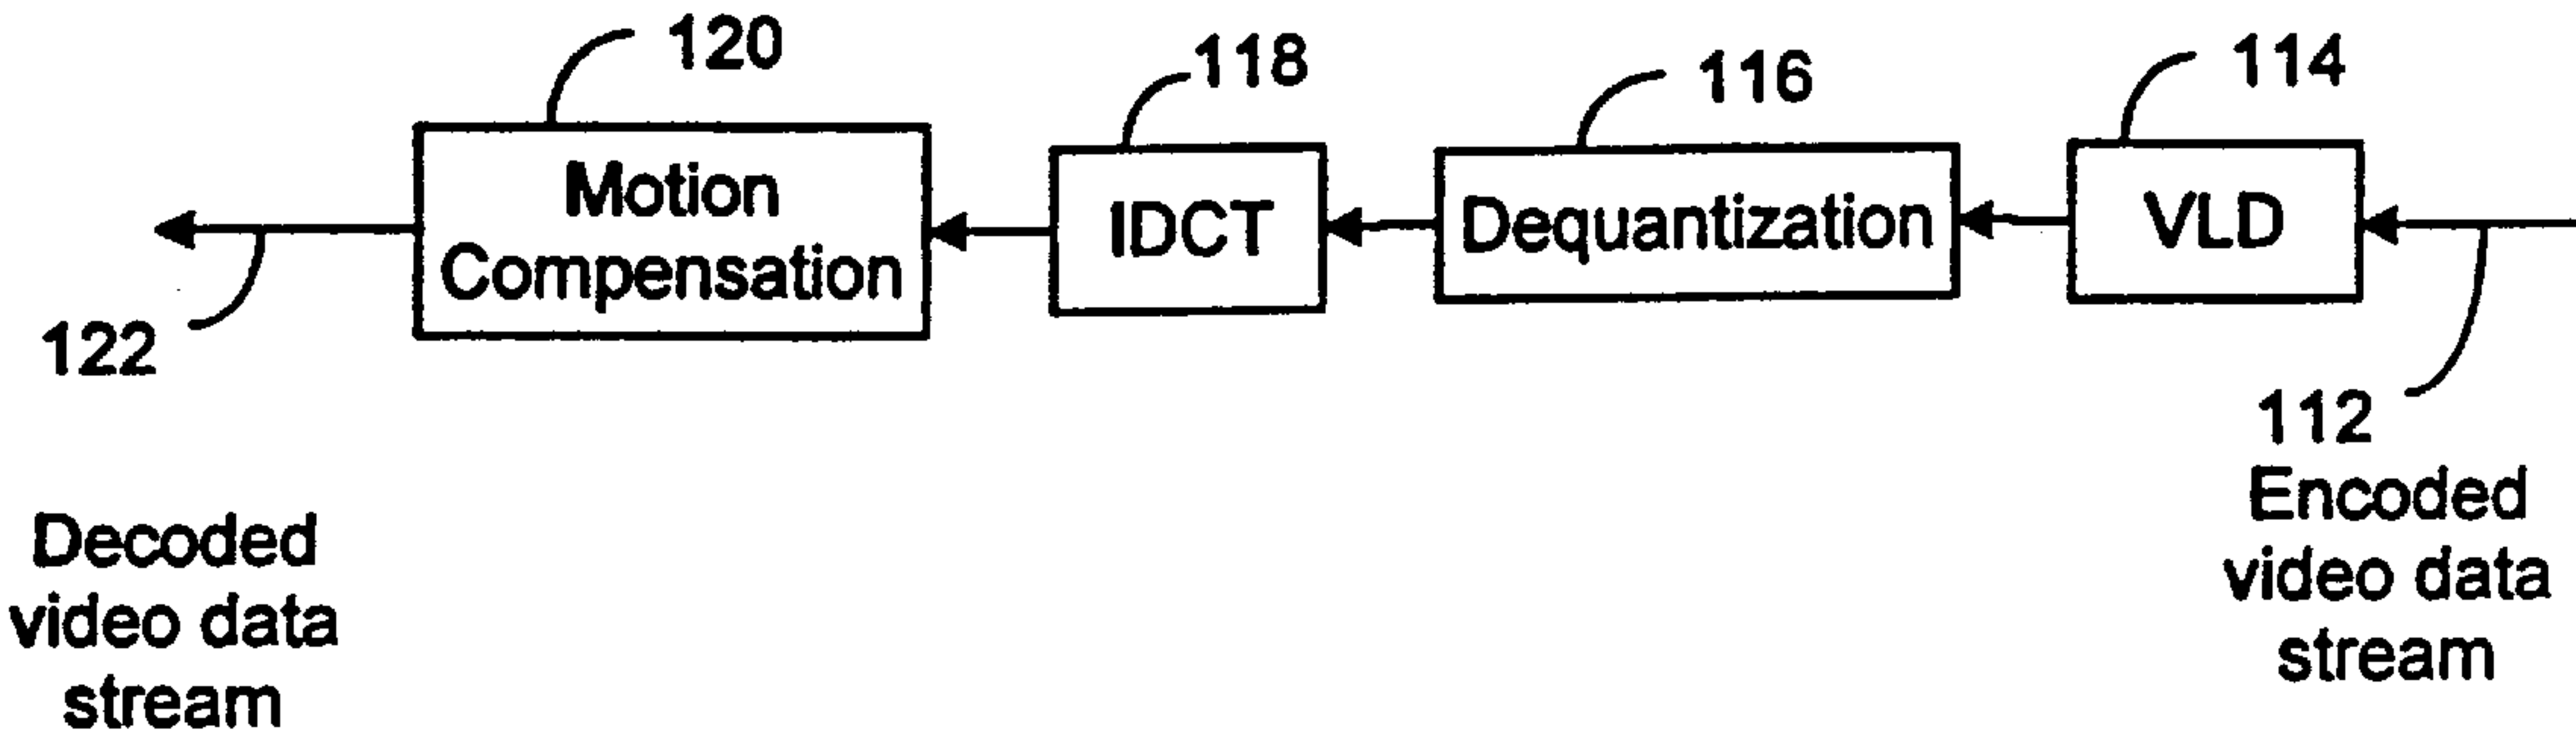 120
118
116
114
Motion
Compensation
IDCT
Dequantization
VLD
122
112
Decoded
video data
stream
Encoded
video data
stream